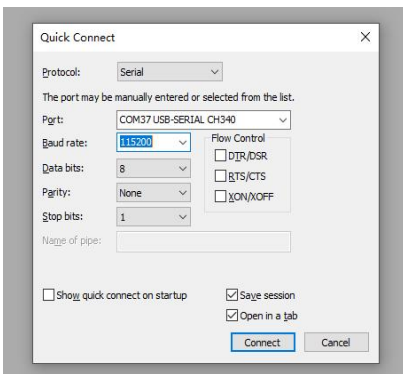 Quick Connect
Protocol: Serial
The port may be manually entered or selected from the list.
Port: COM37 USB-SERIAL CH340
Baud rate: 115200 Flow Control
DTR/DSR
Data bits: 8 RTS/CTS
Parity: None XON/XOFF
Stop bits: 1
Name of pipe:
Show quick connect on startup Save session
Open in a tab
Connect Cancel